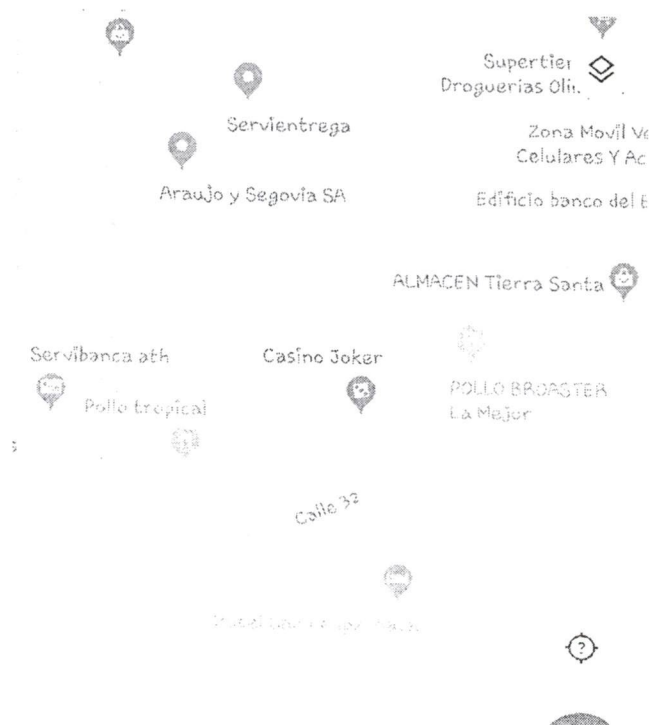 Supertie
Droguerias Oli
Servientrega
Zona Movil Ve
Celulares Y Ac
Araujo y Segovia SA
Edificio banco del
ALMACEN Tierra Santa
Servibanca ath
Casino Joker
Pollo tropical
POLLO BROASTER
La Mejor
s
Calle 32
?